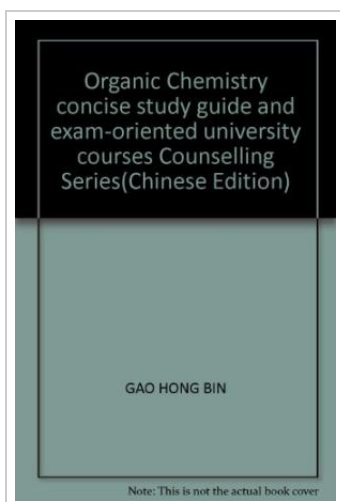 Organic Chemistry
concise study guide and
exam-oriented university
courses Counselling
Series(Chinese Edition)
GAO HONG BIN
Note: This is not the actual book cover